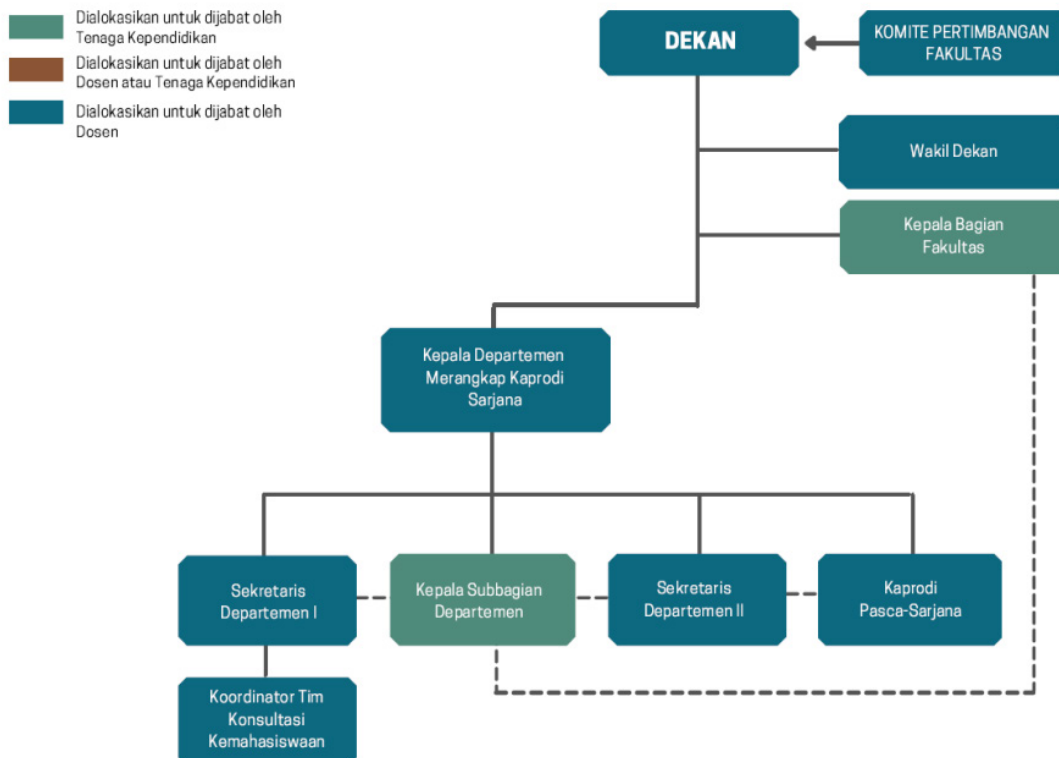 Dialokasikan untuk dijabat oleh
Tenaga Kependidikan
Dialokasikan untuk dijabat oleh
Dosen atau Tenaga Kependidikan
Dialokasikan untuk dijabat oleh
Dosen
DEKAN
KOMITE PERTIMBANGAN
FAKULTAS
Wakil Dekan
Kepala Bagian
Fakultas
Kepala Departemen
Merangkap Kaprodi
Sarjana
Sekretaris
Departemen I
Kepala Subbagian
Departemen
Sekretaris
Departemen II
Kaprodi
Pasca-Sarjana
Koordinator Tim
Konsultasi
Kemahasiswaan